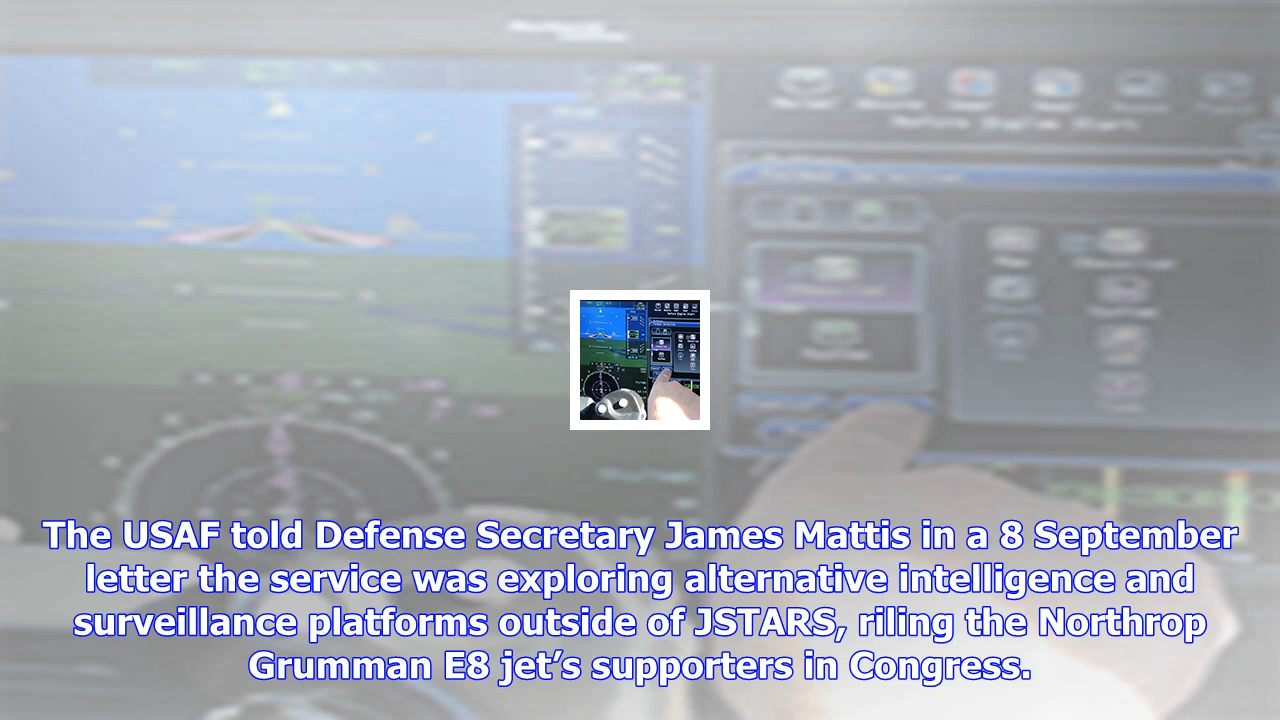 The USAF told Defense Secretary James Mattis in a 8 September
letter the service was exploring alternative intelligence and
surveillance platforms outside of JSTARS, riling the Northrop
Grumman E8 jet’s supporters in Congress.